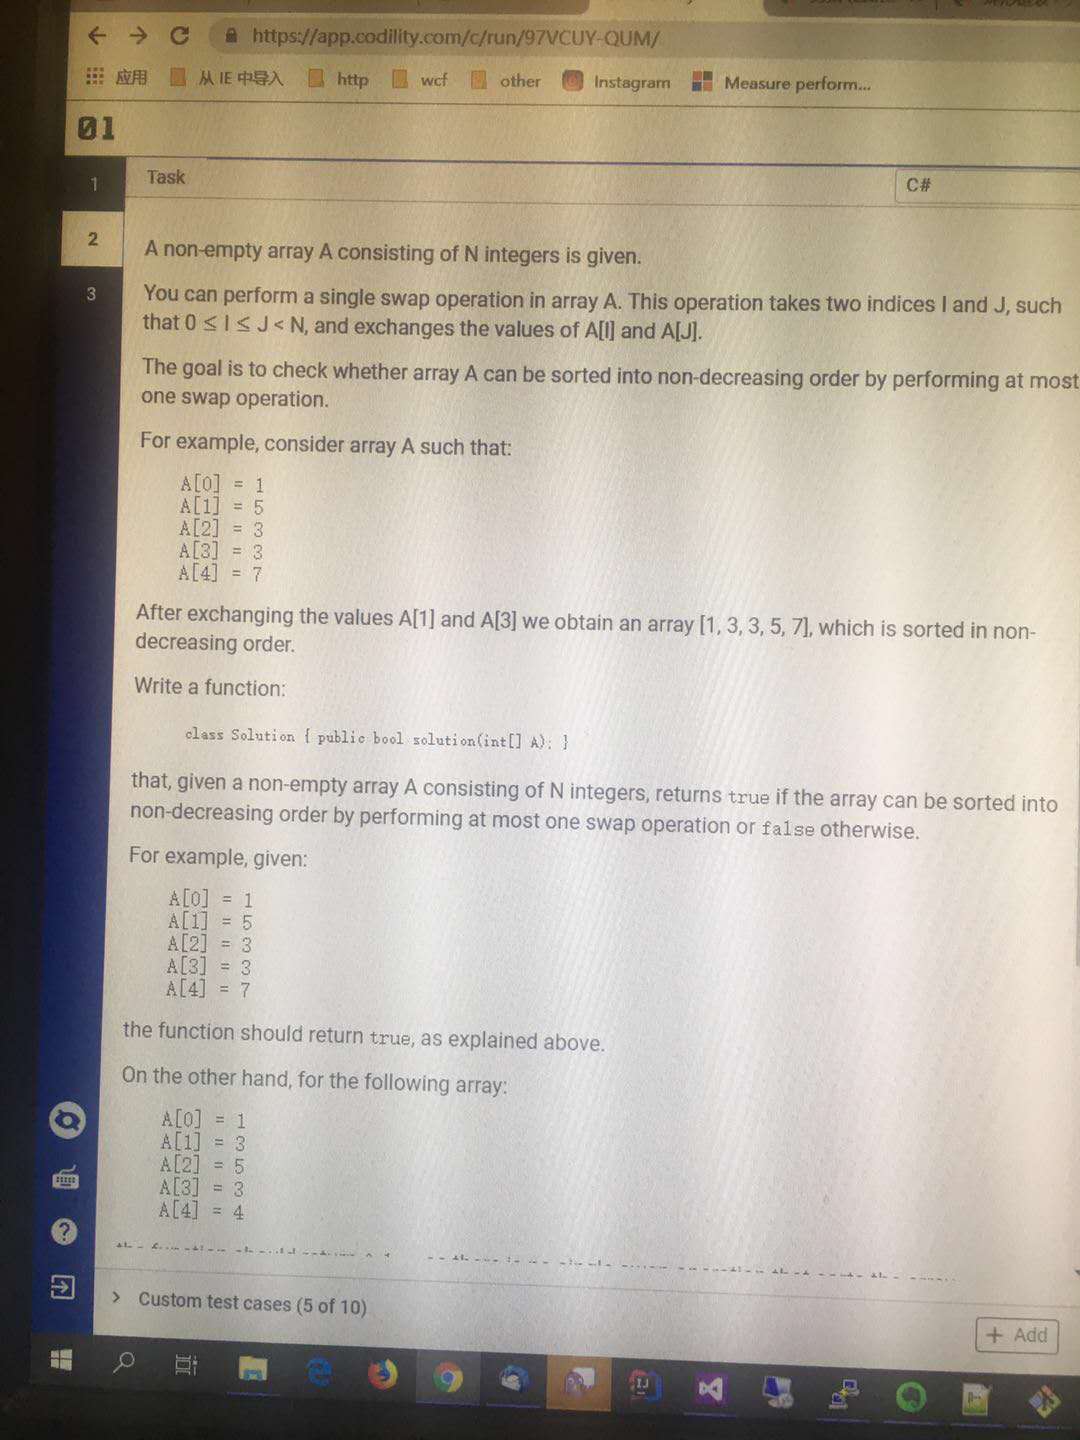 https://app.codility.com/c/run/97VCUY-QUM/
应用 从 IE 中导入 http wcf other Instagram Measure perform...
01
1
2
3
Task
C#
A non-empty array A consisting of N integers is given.
You can perform a single swap operation in array A. This operation takes two indices I and J, such
that 0 ≤ I ≤ J < N, and exchanges the values of A[I] and A[J].
The goal is to check whether array A can be sorted into non-decreasing order by performing at most
one swap operation.
For example, consider array A such that:
A[0] = 1
A[1] = 5
A[2] = 3
A[3] = 3
A[4] = 7
After exchanging the values A[1] and A[3] we obtain an array [1, 3, 3, 5, 7], which is sorted in non-
decreasing order.
Write a function:
class Solution { public bool solution(int[] A); }
that, given a non-empty array A consisting of N integers, returns true if the array can be sorted into
non-decreasing order by performing at most one swap operation or false otherwise.
For example, given:
A[0] = 1
A[1] = 5
A[2] = 3
A[3] = 3
A[4] = 7
the function should return true, as explained above.
On the other hand, for the following array:
A[0] = 1
A[1] = 3
A[2] = 5
A[3] = 3
A[4] = 4
> Custom test cases (5 of 10)
+ Add